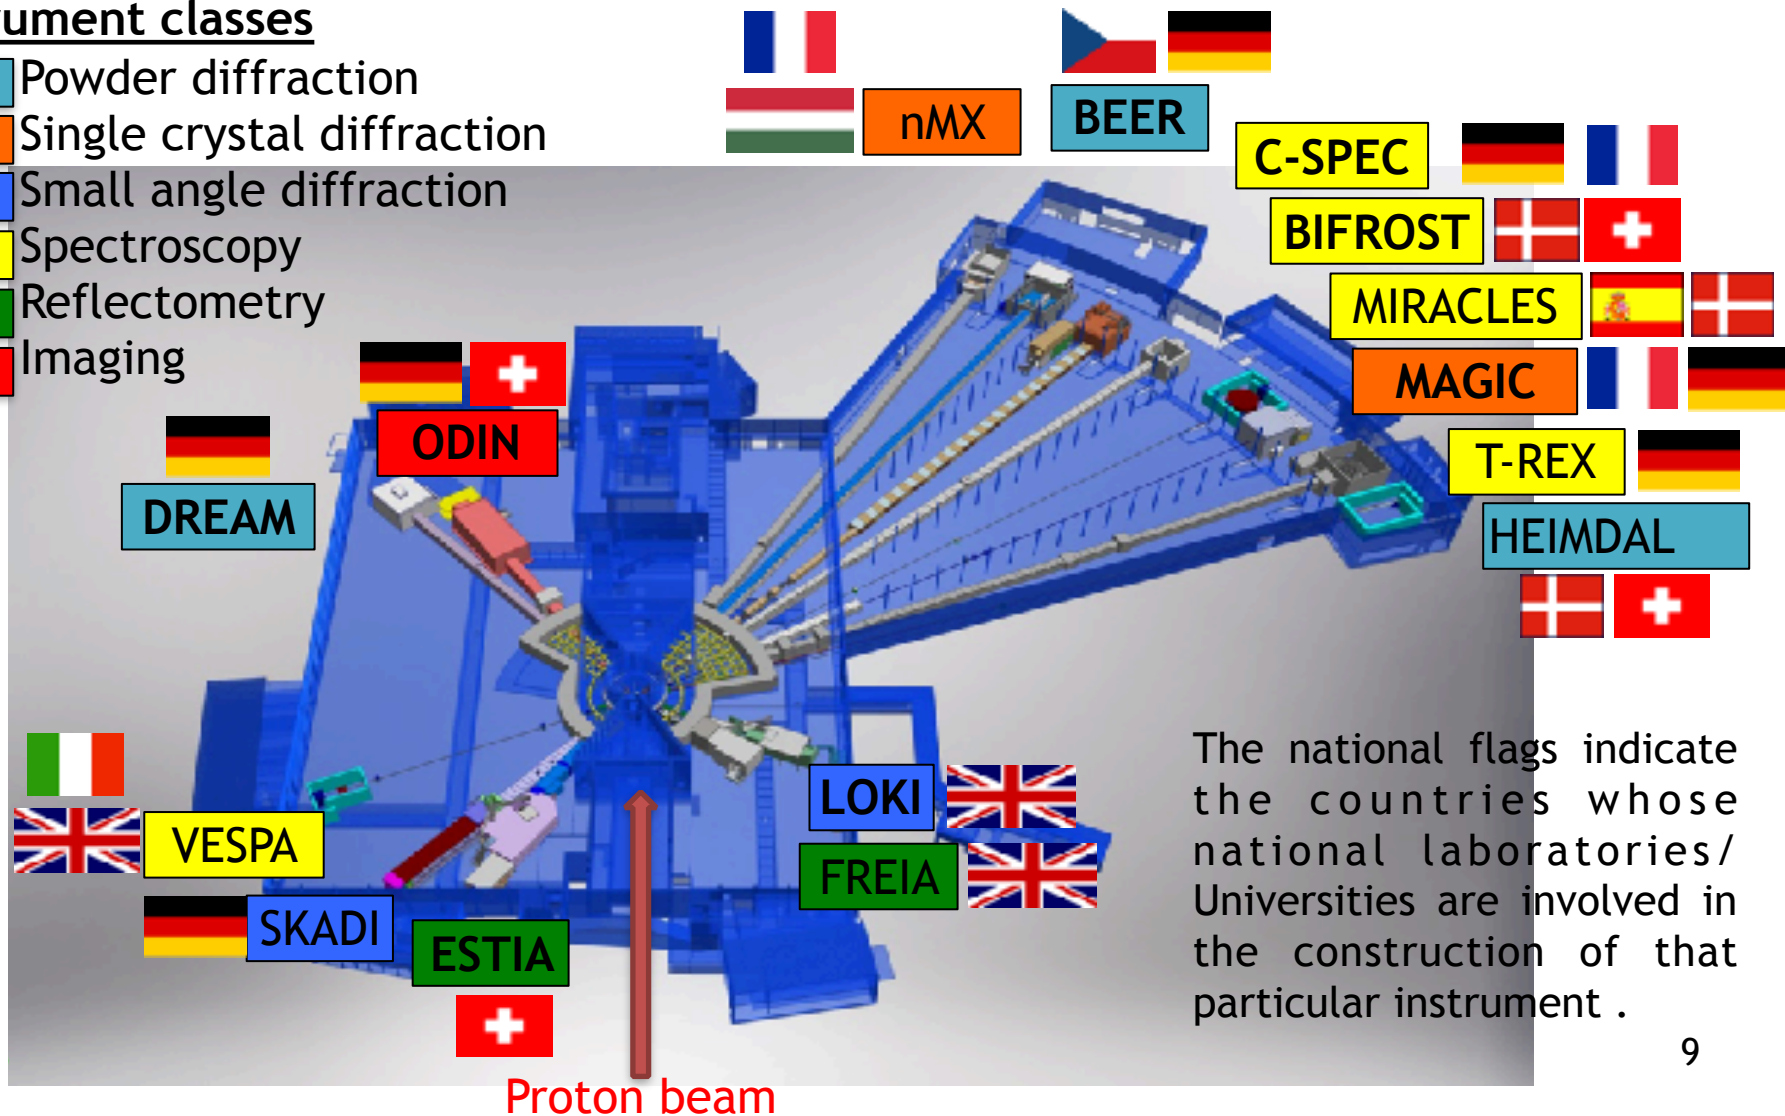 ument classes
Powder diffraction
Single crystal diffraction
Small angle diffraction
Spectroscopy
Reflectometry
Imaging
nMX
BEER
C-SPEC
BIFROST
MIRACLES
MAGIC
T-REX
HEIMDAL
ODIN
DREAM
VESPA
SKADI
ESTIA
LOKI
FREIA
The national flags indicate
the countries whose
national laboratories/
Universities are involved in
the construction of that
particular instrument .
9
Proton beam